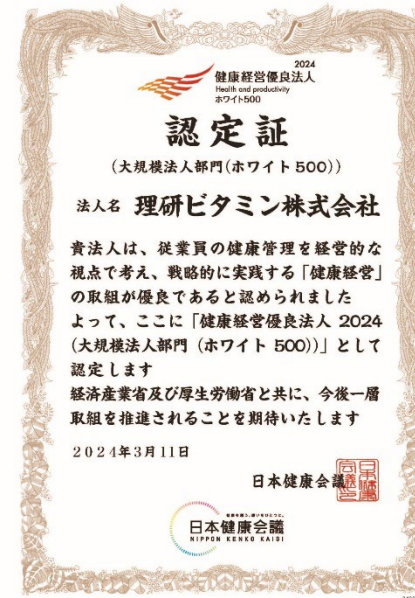 2024
健康経営優良法人
Health and productivity
ホワイト500
認定証
(大規模法人部門(ホワイト500))
法人名 理研ビタミン株式会社
貴法人は、従業員の健康管理を経営的な
視点で考え、戦略的に実践する「健康経営」
の取組が優良であると認められました
よって、ここに「健康経営優良法人 2024
(大規模法人部門 (ホワイト 500))」として
認定します
経済産業省及び厚生労働省と共に、今後一層
取組を推進されることを期待いたします
2024年3月11日
日本健康会議
日本健康会議
NIPPON KENKO KAIGI